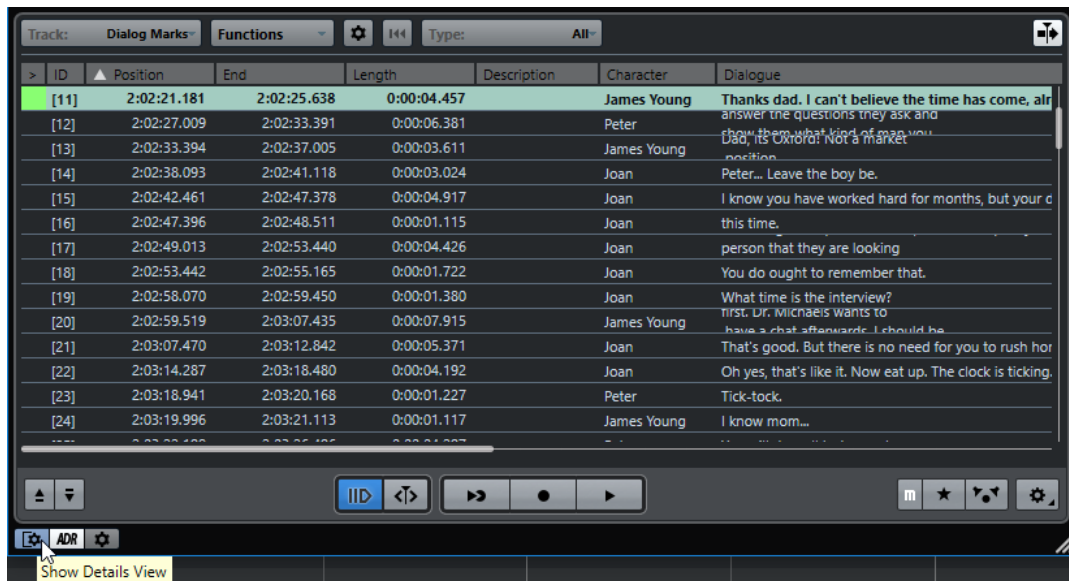 Track: Dialog Marks Functions Type: All
> ID Position End Length Description Character Dialogue
[11] 2:02:21.181 2:02:25.638 0:00:04.457 James Young Thanks dad. I can't believe the time has come, alr
[12] 2:02:27.009 2:02:33.391 0:00:06.381 Peter answer the questions they ask and
show them what kind of man you
[13] 2:02:33.394 2:02:37.005 0:00:03.611 James Young Dad, its Oxford! Not a market
position
[14] 2:02:38.093 2:02:41.118 0:00:03.024 Joan Peter... Leave the boy be.
[15] 2:02:42.461 2:02:47.378 0:00:04.917 Joan I know you have worked hard for months, but your d
[16] 2:02:47.396 2:02:48.511 0:00:01.115 Joan this time.
[17] 2:02:49.013 2:02:53.440 0:00:04.426 Joan person that they are looking
[18] 2:02:53.442 2:02:55.165 0:00:01.722 Joan You do ought to remember that.
[19] 2:02:58.070 2:02:59.450 0:00:01.380 Joan What time is the interview?
[20] 2:02:59.519 2:03:07.435 0:00:07.915 James Young first. Dr. Michaels wants to
have a chat afterwards. I should be
[21] 2:03:07.470 2:03:12.842 0:00:05.371 Joan That's good. But there is no need for you to rush hor
[22] 2:03:14.287 2:03:18.480 0:00:04.192 Joan Oh yes, that's like it. Now eat up. The clock is ticking.
[23] 2:03:18.941 2:03:20.168 0:00:01.227 Peter Tick-tock.
[24] 2:03:19.996 2:03:21.113 0:00:01.117 James Young I know mom...
m
ADR
Show Details View